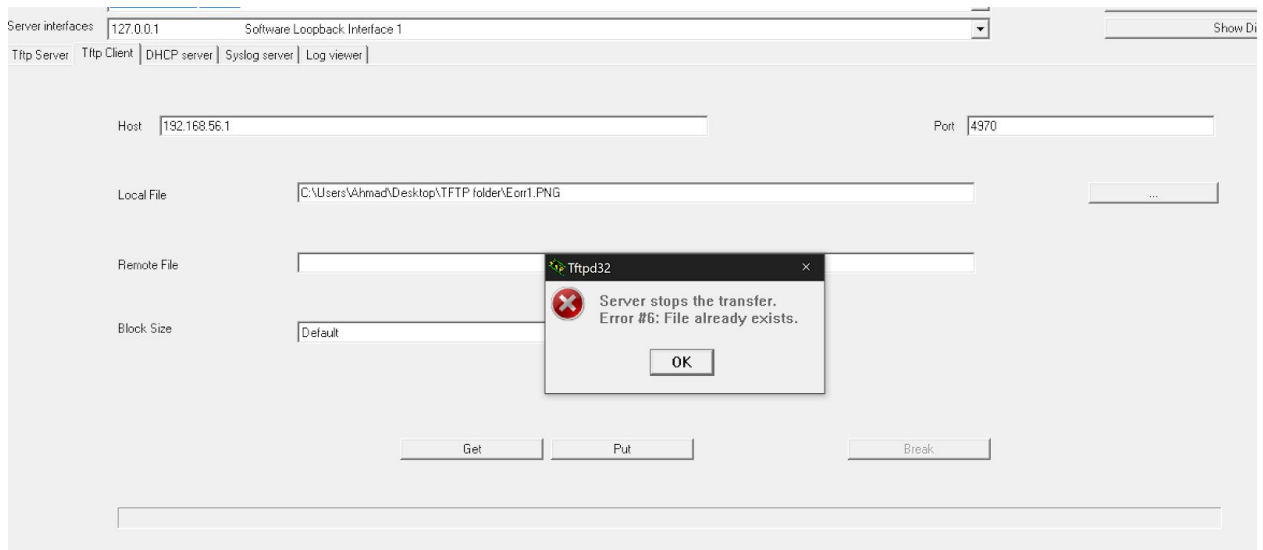 Server interfaces 127.0.0.1 Software Loopback Interface 1 Show Di
Tftp Server Tftp Client DHCP server Syslog server Log viewer
Host 192.168.56.1 Port 4970
Local File C:\Users\Ahmad\Desktop\TFTP folder\Eorr1.PNG ...
Remote File
Tftpd32
Server stops the transfer.
Error #6: File already exists.
OK
Block Size Default
Get Put Break